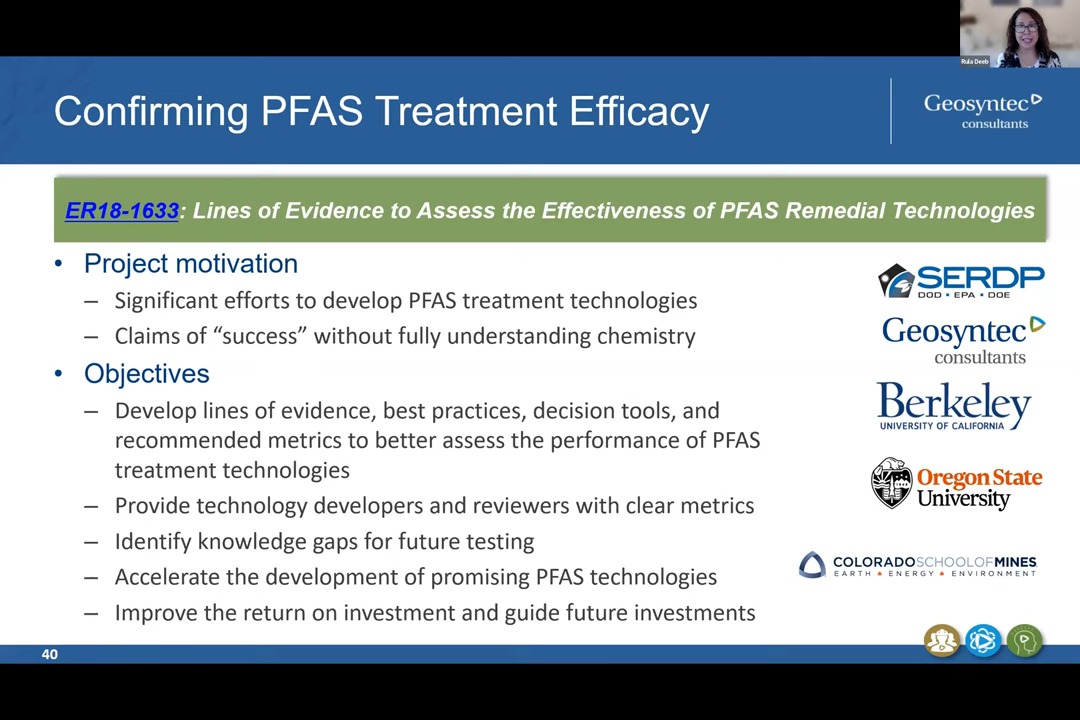 Rula Deeb
Confirming PFAS Treatment Efficacy
Geosyntec
consultants
ER18-1633: Lines of Evidence to Assess the Effectiveness of PFAS Remedial Technologies
• Project motivation
– Significant efforts to develop PFAS treatment technologies
– Claims of “success” without fully understanding chemistry
• Objectives
– Develop lines of evidence, best practices, decision tools, and
recommended metrics to better assess the performance of PFAS
treatment technologies
– Provide technology developers and reviewers with clear metrics
– Identify knowledge gaps for future testing
– Accelerate the development of promising PFAS technologies
– Improve the return on investment and guide future investments
SERDP
DOD • EPA • DOE
Geosyntec
consultants
Berkeley
UNIVERSITY OF CALIFORNIA
Oregon State
University
COLORADOSCHOOLOFMINES
EARTH • ENERGY • ENVIRONMENT
40